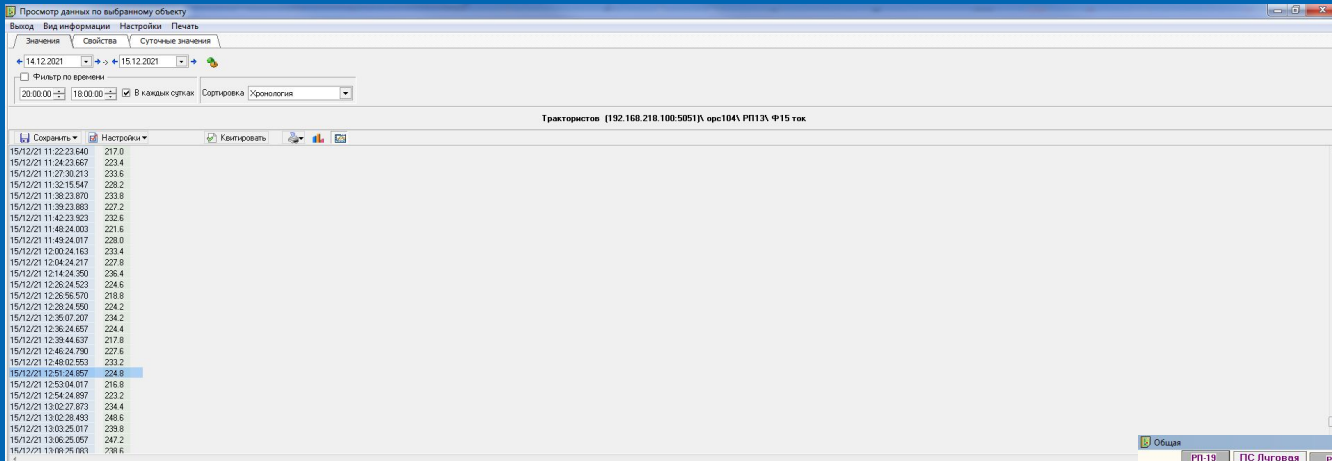 Просмотр данных по выбранному объекту
Выход Вид информации Настройки Печать
Значения Свойства Суточные значения
14.12.2021 -> 15.12.2021
Фильтр по времени
20:00:00 18:00:00 В каждых сутках Сортировка Хронология
Трактористов (192.168.218.100:5051)\ opc104\ РП13\ Ф15 ток
Сохранить Настройки Квитировать
15/12/21 11:22:23.640 217.0
15/12/21 11:24:23.667 223.4
15/12/21 11:27:30.213 233.6
15/12/21 11:32:15.547 228.2
15/12/21 11:38:23.870 233.8
15/12/21 11:39:23.883 227.2
15/12/21 11:42:23.923 232.6
15/12/21 11:48:24.003 221.6
15/12/21 11:49:24.017 228.0
15/12/21 12:00:24.163 233.4
15/12/21 12:04:24.217 227.8
15/12/21 12:14:24.350 236.4
15/12/21 12:26:24.523 224.6
15/12/21 12:26:56.570 218.8
15/12/21 12:28:24.550 224.2
15/12/21 12:35:07.207 234.2
15/12/21 12:36:24.657 224.4
15/12/21 12:39:44.637 217.8
15/12/21 12:46:24.790 227.6
15/12/21 12:48:02.553 233.2
15/12/21 12:51:24.857 224.8
15/12/21 12:53:04.017 216.8
15/12/21 12:54:24.897 223.2
15/12/21 13:02:27.873 234.4
15/12/21 13:02:28.493 248.6
15/12/21 13:03:25.017 239.8
15/12/21 13:06:25.057 247.2
15/12/21 13:08:25.083 238.6
Общая
РП-19 ПС Луговая